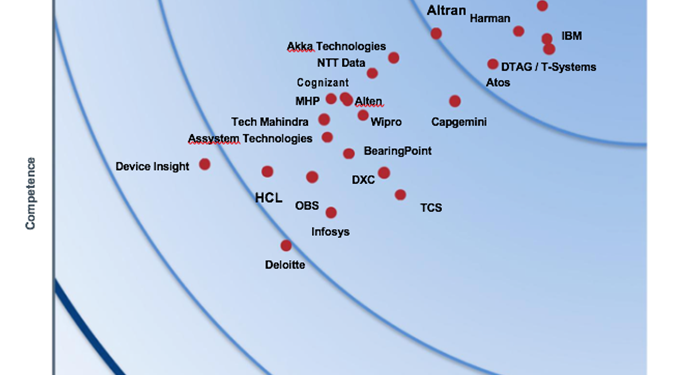 Altran
Harman
IBM
Akka Technologies
NTT Data
DTAG / T-Systems
Atos
Cognizant
MHP
Alten
Tech Mahindra
Wipro
Capgemini
Assystem Technologies
BearingPoint
Device Insight
DXC
HCL
OBS
TCS
Infosys
Deloitte
Competence